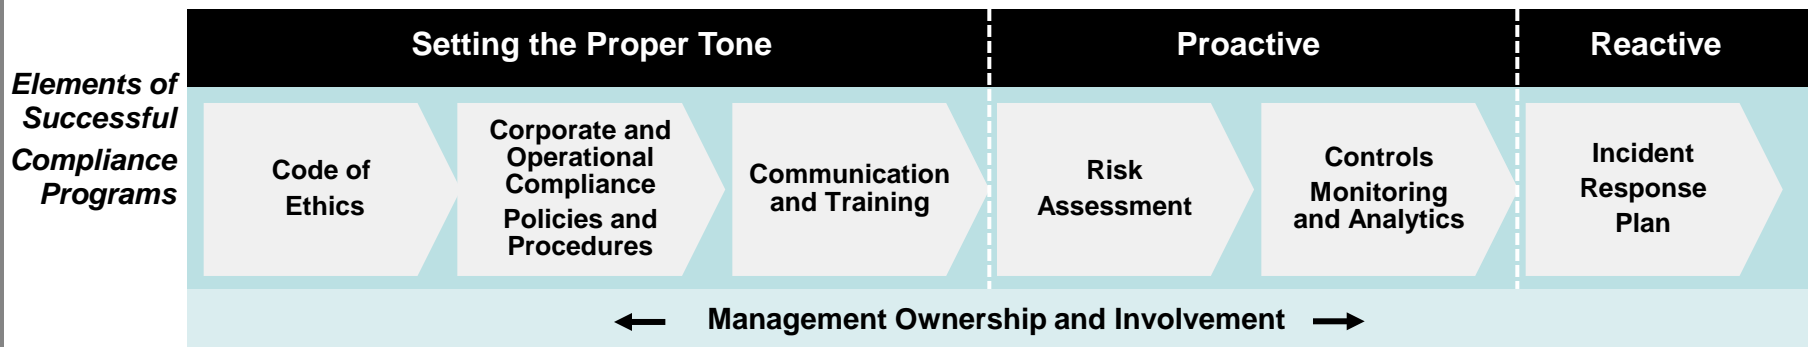 Setting the Proper Tone
Proactive
Reactive
Elements of
Successful
Compliance
Programs
Code of
Ethics
Corporate and
Operational
Compliance
Policies and
Procedures
Communication
and Training
Risk
Assessment
Controls
Monitoring
and Analytics
Incident
Response
Plan
Management Ownership and Involvement